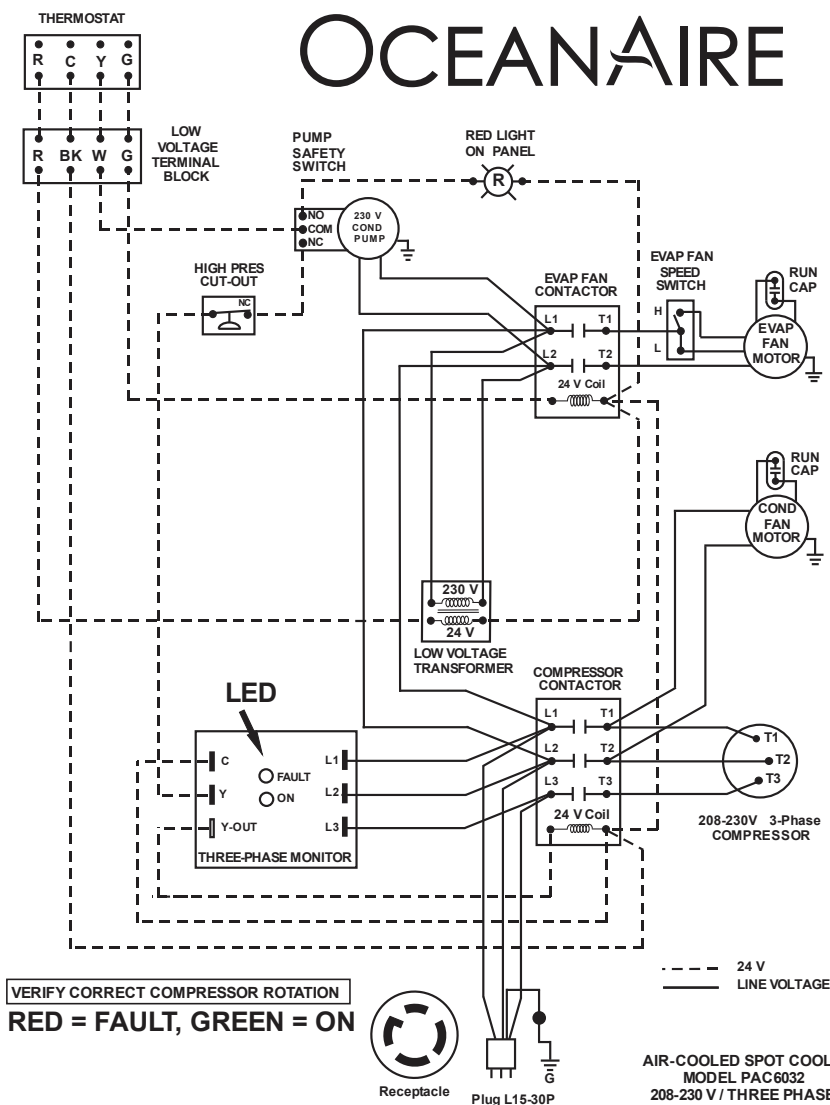 THERMOSTAT
OCEANAIRE
R C Y G
R BK W G
LOW
VOLTAGE
TERMINAL
BLOCK
PUMP
SAFETY
SWITCH
RED LIGHT
ON PANEL
R
NO
COM
NC
230 V
COND
PUMP
HIGH PRES
CUT-OUT
NC
EVAP FAN
CONTACTOR
L1 T1
L2 T2
24 V Coil
EVAP FAN
SPEED
SWITCH
H
L
RUN
CAP
EVAP
FAN
MOTOR
RUN
CAP
COND
FAN
MOTOR
230 V
24 V
LOW VOLTAGE
TRANSFORMER
COMPRESSOR
CONTACTOR
L1 T1
L2 T2
L3 T3
24 V Coil
T1
T2
T3
208-230V 3-Phase
COMPRESSOR
LED
C L1
FAULT
Y ON L2
Y-OUT L3
THREE-PHASE MONITOR
24 V
LINE VOLTAGE
VERIFY CORRECT COMPRESSOR ROTATION
RED = FAULT, GREEN = ON
Receptacle
Plug L15-30P
G
AIR-COOLED SPOT COOL
MODEL PAC6032
208-230 V / THREE PHASE